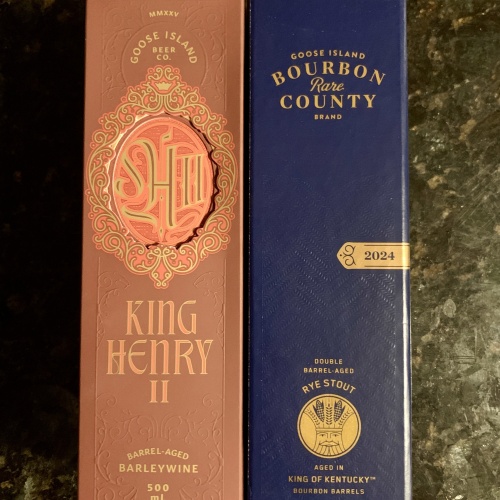 MMXXV
GOOSE ISLAND
BEER
CO.
KING
HENRY
II
BARREL-AGED
BARLEYWINE
500
ml
GOOSE ISLAND
BOURBON
Rare
COUNTY
BRAND
2024
DOUBLE
BARREL-AGED
RYE STOUT
AGED IN
KING OF KENTUCKY™
BOURBON BARRELS